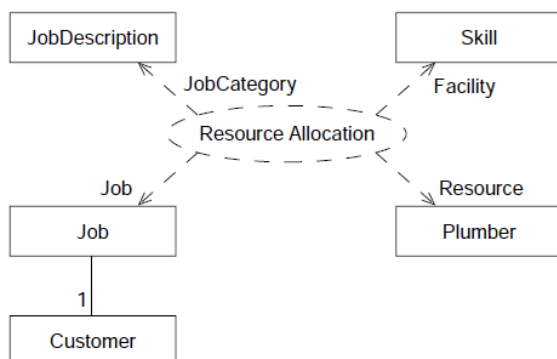 JobDescription
Skill
JobCategory
Facility
Resource Allocation
Job
Resource
Job
Plumber
1
Customer